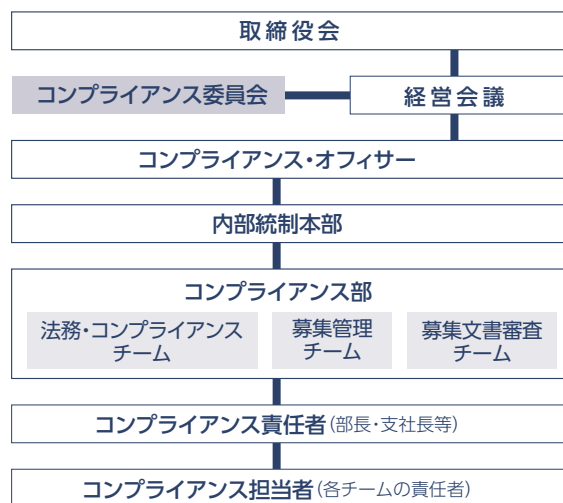 取締役会
コンプライアンス委員会
経営会議
コンプライアンス・オフィサー
内部統制本部
コンプライアンス部
法務・コンプライアンス
チーム
募集管理
チーム
募集文書審査
チーム
コンプライアンス責任者(部長・支社長等)
コンプライアンス担当者(各チームの責任者)